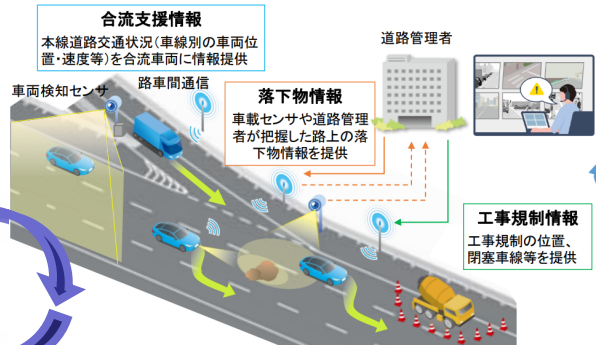 合流支援情報
本線道路交通状況(車線別の車両位
置・速度等)を合流車両に情報提供
道路管理者
車両検知センサ
路車間通信
落下物情報
車載センサや道路管理
者が把握した路上の落
下物情報を提供
工事規制情報
工事規制の位置、
閉塞車線等を提供